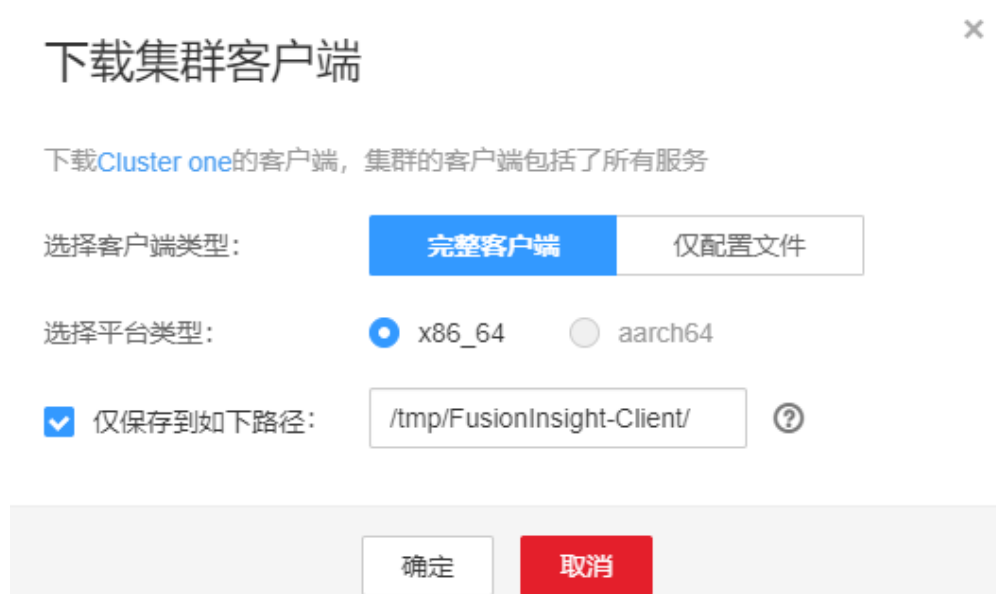 下载集群客户端
下载Cluster one的客户端，集群的客户端包括了所有服务
选择客户端类型： 完整客户端 仅配置文件
选择平台类型： x86_64 aarch64
仅保存到如下路径： /tmp/FusionInsight-Client/
确定 取消